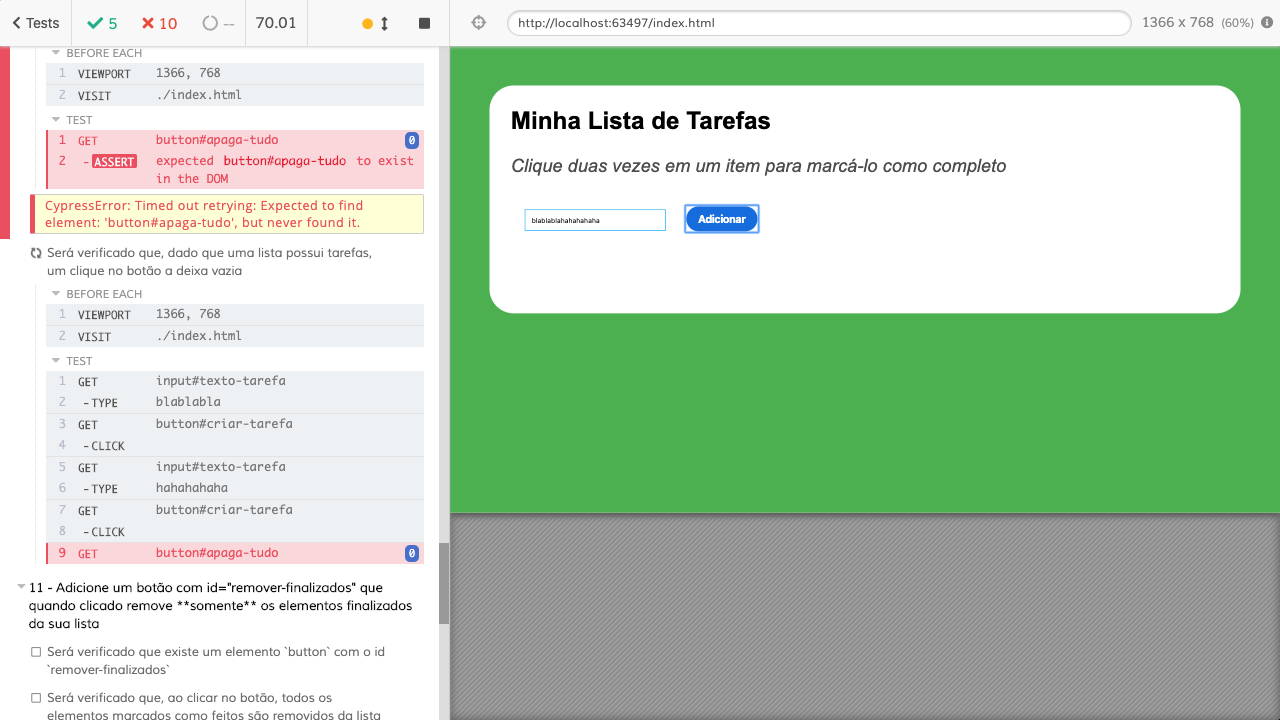 Tests
5
10
--
70.01
http://localhost:63497/index.html
1366 x 768 (60%)
BEFORE EACH
1 VIEWPORT 1366, 768
2 VISIT ./index.html
TEST
1 GET button#apaga-tudo 0
2 -ASSERT expected button#apaga-tudo to exist
in the DOM
CypressError: Timed out retrying: Expected to find
element: 'button#apaga-tudo', but never found it.
Será verificado que, dado que uma lista possui tarefas,
um clique no botão a deixa vazia
BEFORE EACH
1 VIEWPORT 1366, 768
2 VISIT ./index.html
TEST
1 GET input#texto-tarefa
2 -TYPE blablabla
3 GET button#criar-tarefa
4 -CLICK
5 GET input#texto-tarefa
6 -TYPE hahahahaha
7 GET button#criar-tarefa
8 -CLICK
9 GET button#apaga-tudo 0
11 - Adicione um botão com id="remover-finalizados" que
quando clicado remove **somente** os elementos finalizados
da sua lista
Será verificado que existe um elemento `button` com o id
`remover-finalizados`
Será verificado que, ao clicar no botão, todos os
elementos marcados como feitos são removidos da lista
Minha Lista de Tarefas
Clique duas vezes em um item para marcá-lo como completo
blablablahahahahaha
Adicionar